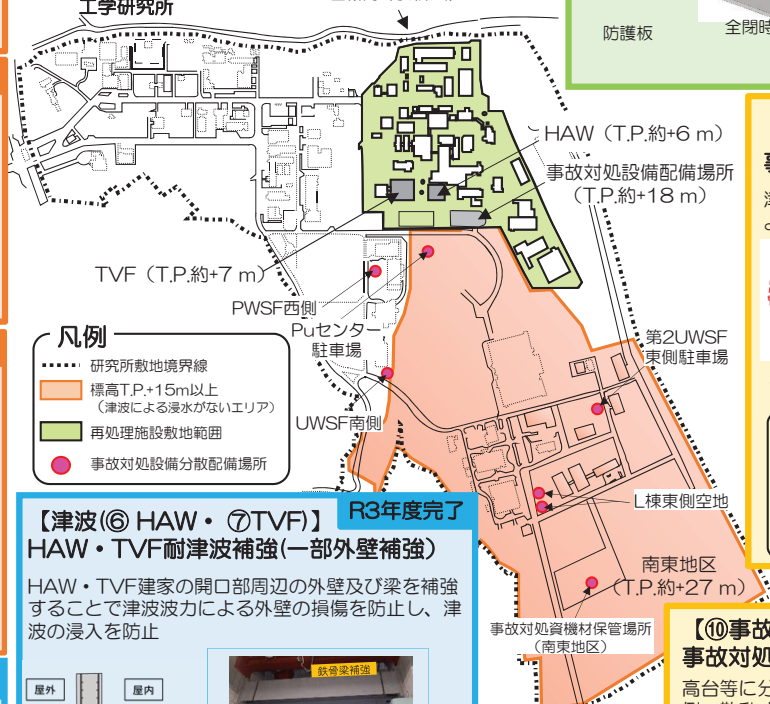 工学研究所
防護板
全閉時
HAW（T.P.約+6 m）
事故対処設備配備場所
（T.P.約+18 m）
TVF（T.P.約+7 m）
PWSF西側
Puセンター
駐車場
第2UWSF
東側駐車場
凡例
研究所敷地境界線
標高T.P.+15m以上
（津波による浸水がないエリア）
再処理施設敷地範囲
事故対処設備分散配備場所
UWSF南側
L棟東側空地
南東地区
（T.P.約+27 m）
事故対処資機材保管場所
（南東地区）
【津波(⑥ HAW・ ⑦TVF)】
R3年度完了
HAW・TVF耐津波補強(一部外壁補強）
HAW・TVF建家の開口部周辺の外壁及び梁を補強
することで津波波力による外壁の損傷を防止し、津
波の浸入を防止
鉄骨梁補強
屋外
屋内
【⑩事故
事故対処
高台等に分